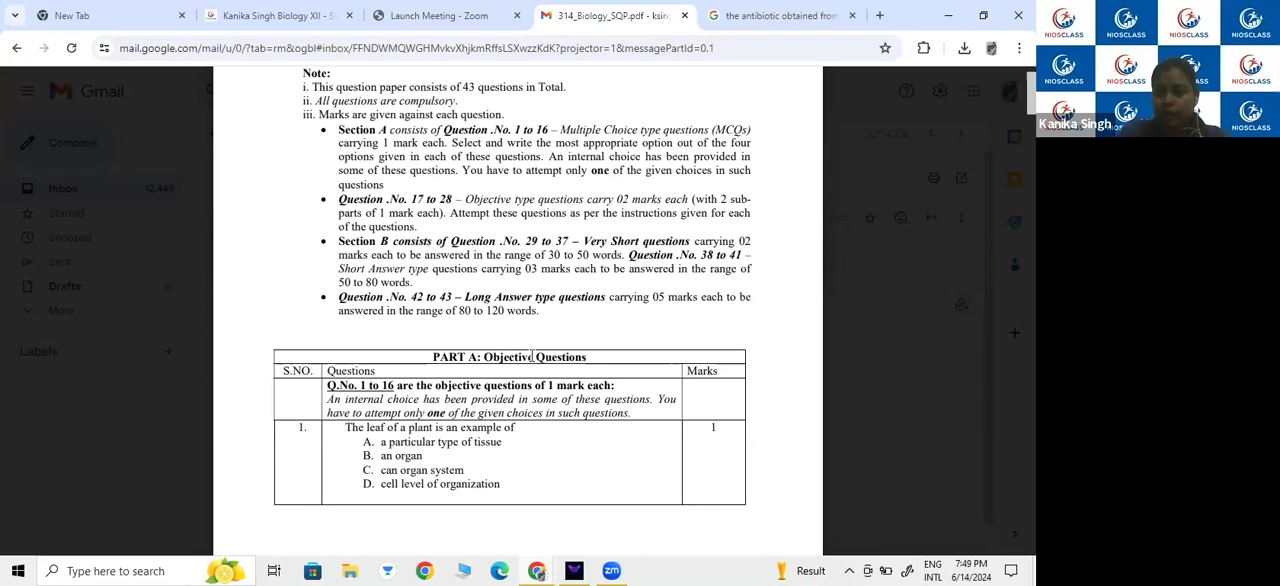 New Tab
Kanika Singh Biology XII - S
Launch Meeting - Zoom
314_Biology_SQP.pdf - ksing
the antibiotic obtained from
mail.google.com/mail/u/0/?tab=rm&ogbl#inbox/
?projector=1&messagePartId=0.1
Gmail
Compose
Inbox 12,443
Starred
Snoozed
Sent
Drafts
More
Labels
Note:
i. This Question Paper consists of 43 questions in Total.
ii. All questions are compulsory.
iii. Marks are given against each question.
• consists of Question .No. 1 to 16 – Multiple Choice type questions (MCQs)
carrying 1 mark each. Select and write the most appropriate option out of the four
options given in each of these questions. An internal choice has been provided in
some of these questions. You have to attempt only one of the given choices in such
questions
• Question .No. 17 to 28 – Objective type questions carry 02 marks each (with 2 sub-
parts of 1 mark each). Attempt these questions as per the instructions given for each
of the questions.
• Section B consists of Question .No. 29 to 37 – Very Short questions carrying 02
marks each to be answered in the range of 30 to 50 words. Question .No. 38 to 41 –
Short Answer type questions carrying 03 marks each to be answered in the range of
50 to 80 words.
• Question .No. 42 to 43 – Long Answer type questions carrying 05 marks each to be
answered in the range of 80 to 120 words.
PART A: Objective Questions
S.NO. Questions Marks
Q.No. 1 to 16 are the objective questions of 1 mark each:
An internal choice has been provided in some of these questions. You
have to attempt only one of the given choices in such questions.
1. The leaf of a plant is an example of 1
A. a particular type of tissue
B. an organ
C. can organ system
D. cell level of organization
NIOSCLASS NIOSCLASS NIOSCLASS NIOSCLASS
NIOSCLASS NIOSCLASS NIOSCLASS
NIOSCLASS NIOSCLASS
Kanika Singh
Type here to search
zm
Result
ENG
INTL
7:49 PM
6/14/2024